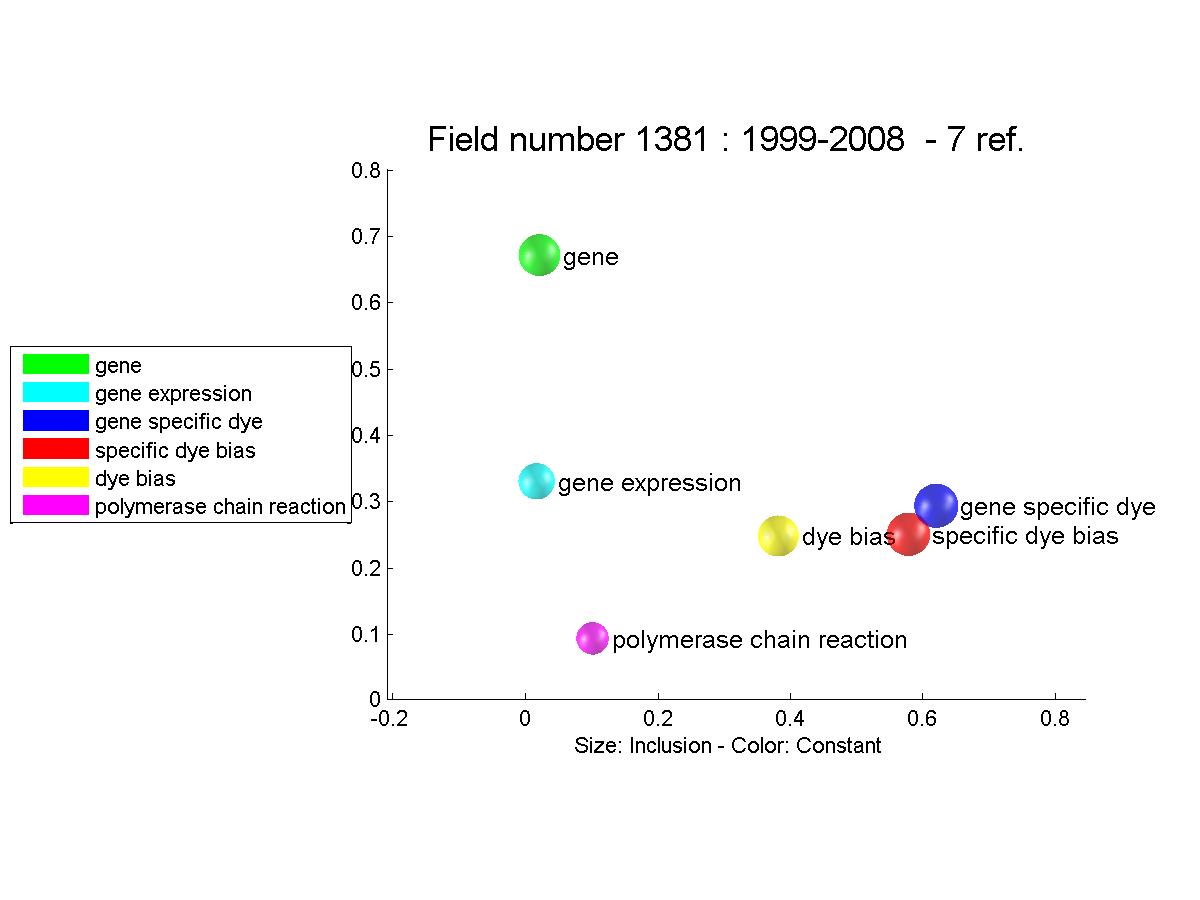 Field number 1381 : 1999-2008  - 7 ref.
0.8
0.7
gene
0.6
0.5
0.4
0.3
0.2
0.1
0
gene
gene expression
gene specific dye
specific dye bias
dye bias
polymerase chain reaction
gene expression
gene specific dye
dye bias
specific dye bias
polymerase chain reaction
-0.2 0 0.2 0.4 0.6 0.8
Size: Inclusion - Color: Constant